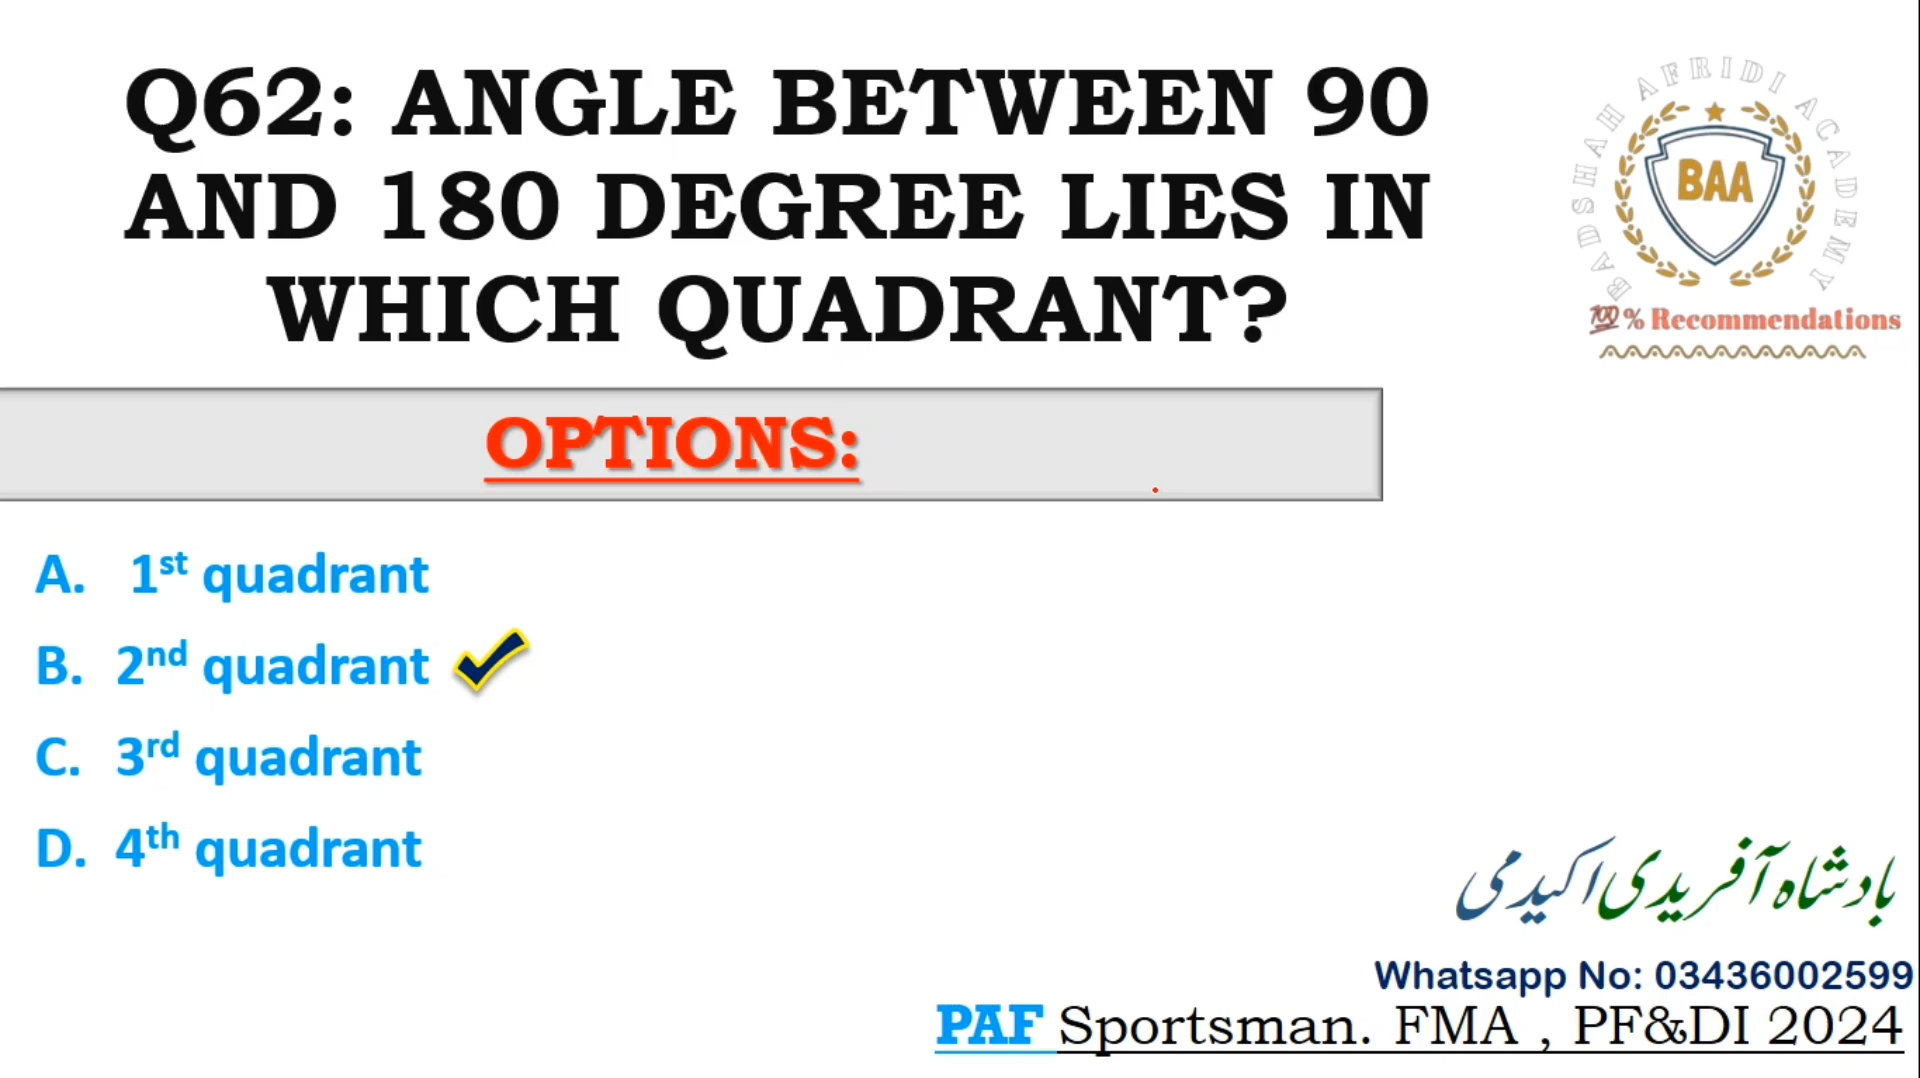 Q62: ANGLE BETWEEN 90
AND 180 DEGREE LIES IN
WHICH QUADRANT?
BADSHAH AFRIDI ACADEMY
BAA
💯% Recommendations
OPTIONS:
A. 1st quadrant
B. 2nd quadrant
C. 3rd quadrant
D. 4th quadrant
بادشاہ آفریدی اکیڈمی
Whatsapp No: 03436002599
PAF Sportsman. FMA , PF&DI 2024